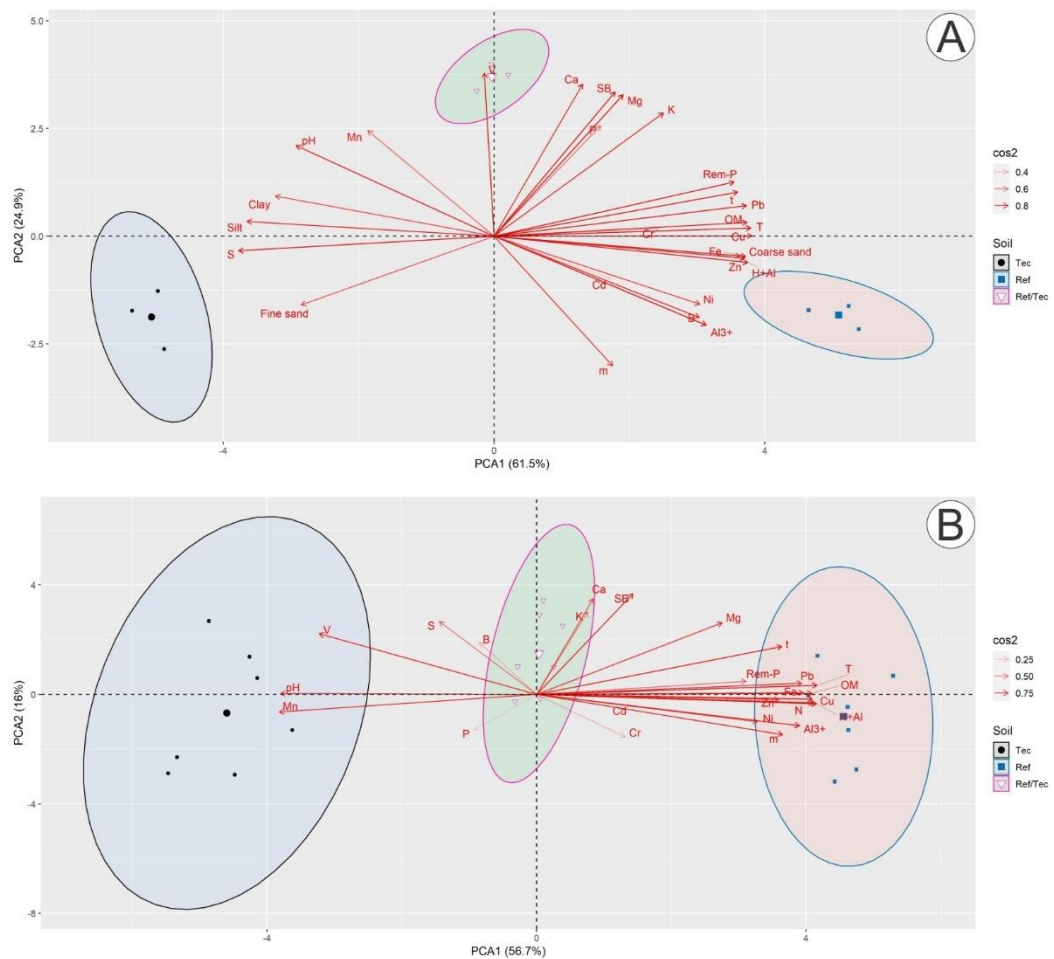 A
5.0
V
Ca
SB
Mg
K
P
2.5
Mn
pH
Rem-P
Clay
t
Pb
Silt
OM
T
Cr
Cu
0.0
S
Fe
Coarse sand
Zn
H+Al
Cd
Ni
Fine sand
B
Al3+
-2.5
m
-4
0
4
PCA1 (61.5%)
PCA2 (24.9%)
cos2
0.4
0.6
0.8
Soil
Tec
Ref
Ref/Tec
B
4
Ca
SB
K
Mg
S
V
B
t
Rem-P
Pb
T
pH
Fe
OM
0
Mn
Cd
Zn
N
Cu
H+Al
P
Cr
Ni
Al3+
m
-4
-8
-4
0
4
PCA1 (56.7%)
PCA2 (16%)
cos2
0.25
0.50
0.75
Soil
Tec
Ref
Ref/Tec